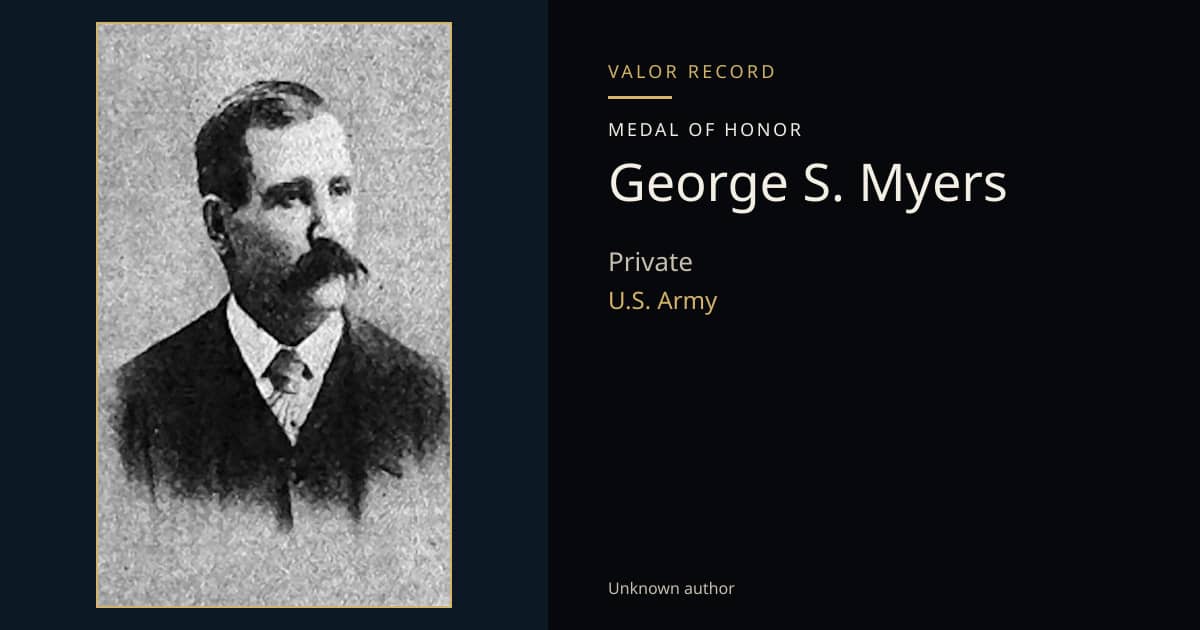 VALOR RECORD
MEDAL OF HONOR
George S. Myers
Private
U.S. Army
Unknown author